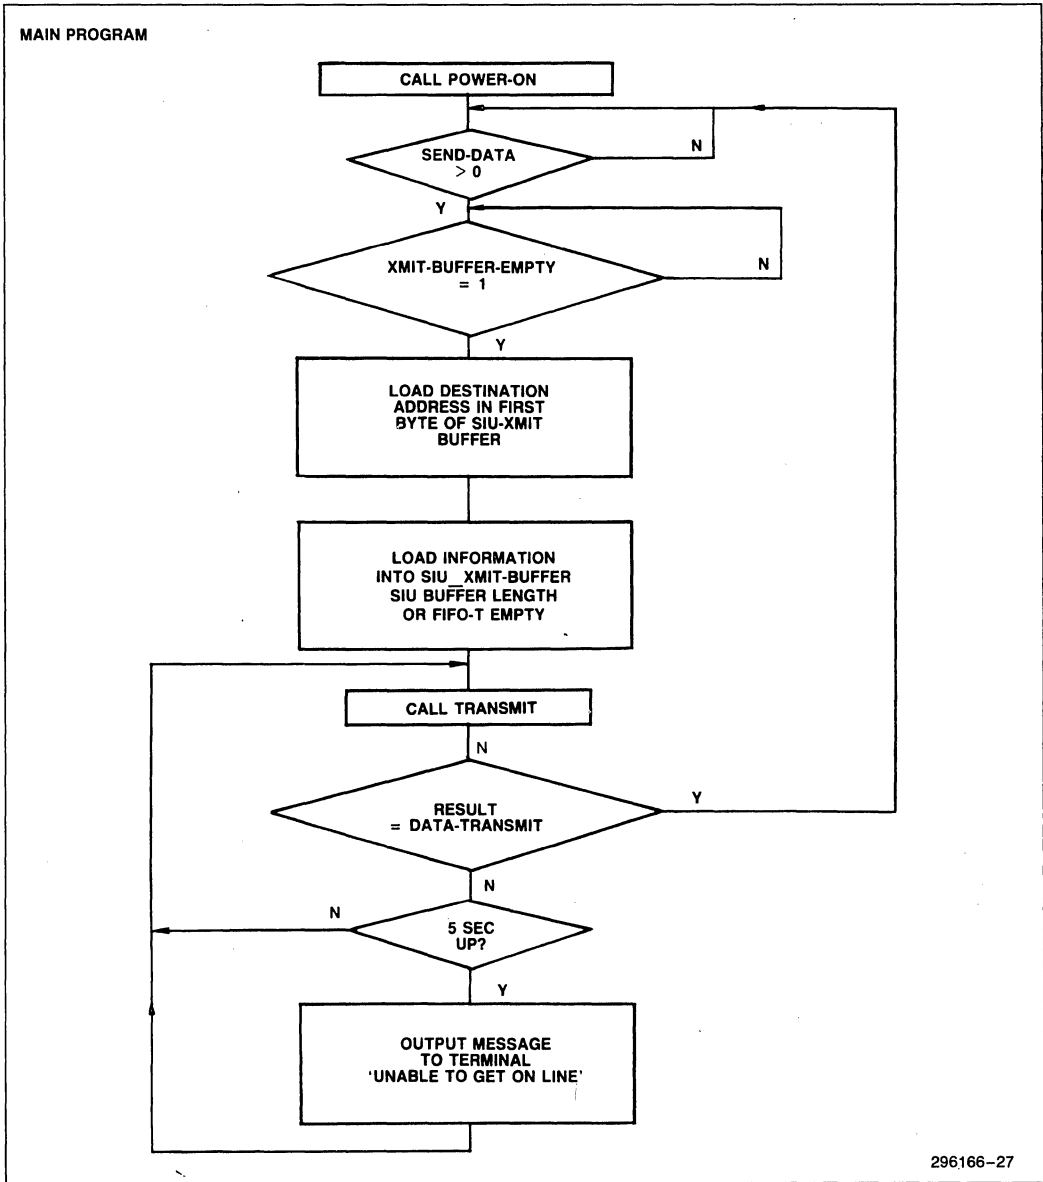 MAIN PROGRAM
CALL POWER-ON
SEND-DATA
> 0
N
Y
XMIT-BUFFER-EMPTY
= 1
N
Y
LOAD DESTINATION
ADDRESS IN FIRST
BYTE OF SIU-XMIT
BUFFER
LOAD INFORMATION
INTO SIU_XMIT-BUFFER
SIU BUFFER LENGTH
OR FIFO-T EMPTY
CALL TRANSMIT
N
RESULT
= DATA-TRANSMIT
Y
N
5 SEC
UP?
N
Y
OUTPUT MESSAGE
TO TERMINAL
'UNABLE TO GET ON LINE'
296166-27